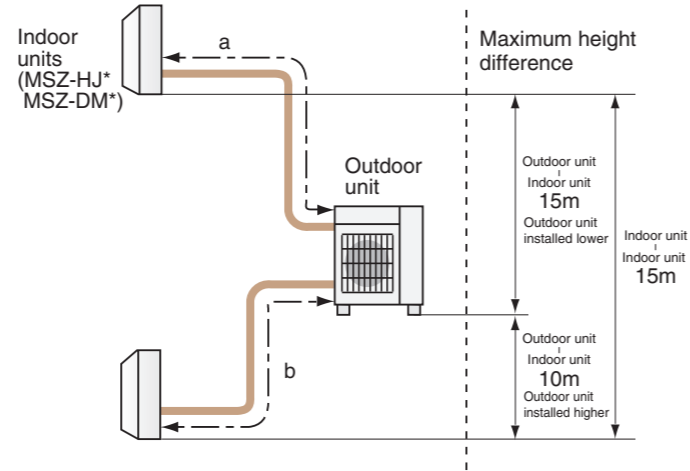 Indoor
units
(MSZ-HJ*
MSZ-DM*)
a
Maximum height
difference
Outdoor
unit
Outdoor unit
Indoor unit
15m
Outdoor unit
installed lower
Indoor unit
Indoor unit
15m
Outdoor unit
Indoor unit
10m
Outdoor unit
installed higher
b